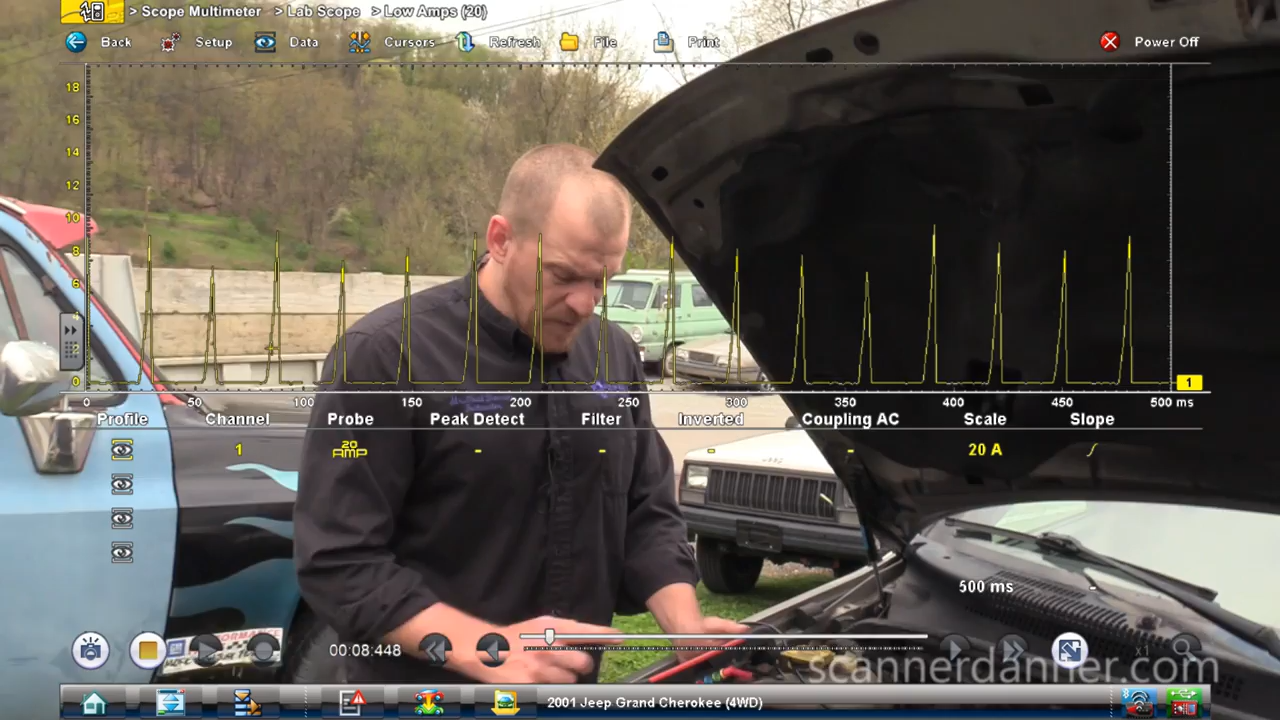 > Scope Multimeter > Lab Scope > Low Amps (20)
Back Setup Data Cursors Refresh File Print Power Off
18
16
14
12
10
8
6
4
2
0
1
0 50 100 150 200 250 300 350 400 450 500 ms
Profile Channel Probe Peak Detect Filter Inverted Coupling AC Scale Slope
1 20 AMP - - - - 20 A
500 ms -
00:08:448
x1
scannerdanner.com
2001 Jeep Grand Cherokee (4WD)